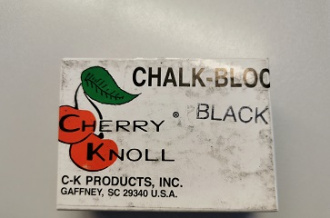 CHALK-BLOC
BLACK
CHERRY ®
KNOLL
C-K PRODUCTS, INC.
GAFFNEY, SC 29340 U.S.A.